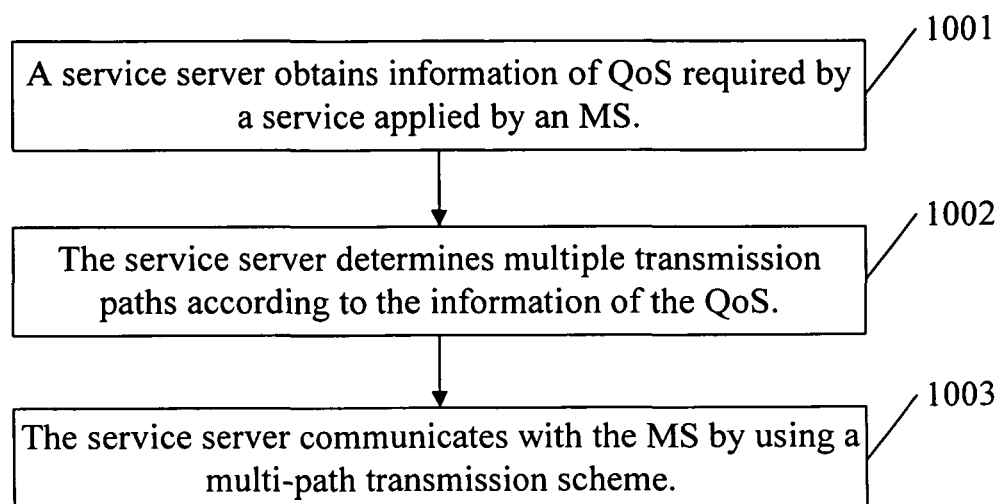 1001
A service server obtains information of QoS required by
a service applied by an MS.
1002
The service server determines multiple transmission
paths according to the information of the QoS.
1003
The service server communicates with the MS by using a
multi-path transmission scheme.